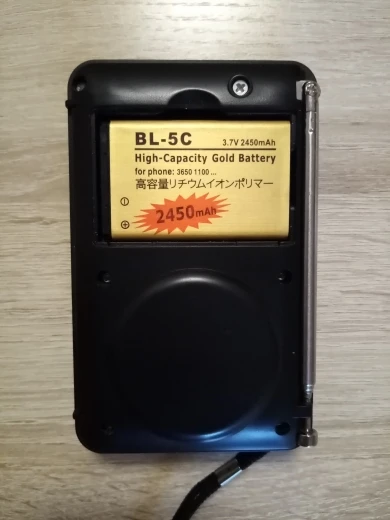 BL-5C 3.7V 2450mAh
High-Capacity Gold Battery
for phone: 3650 1100 ...
高容量リチウムイオンポリマー
2450mAh